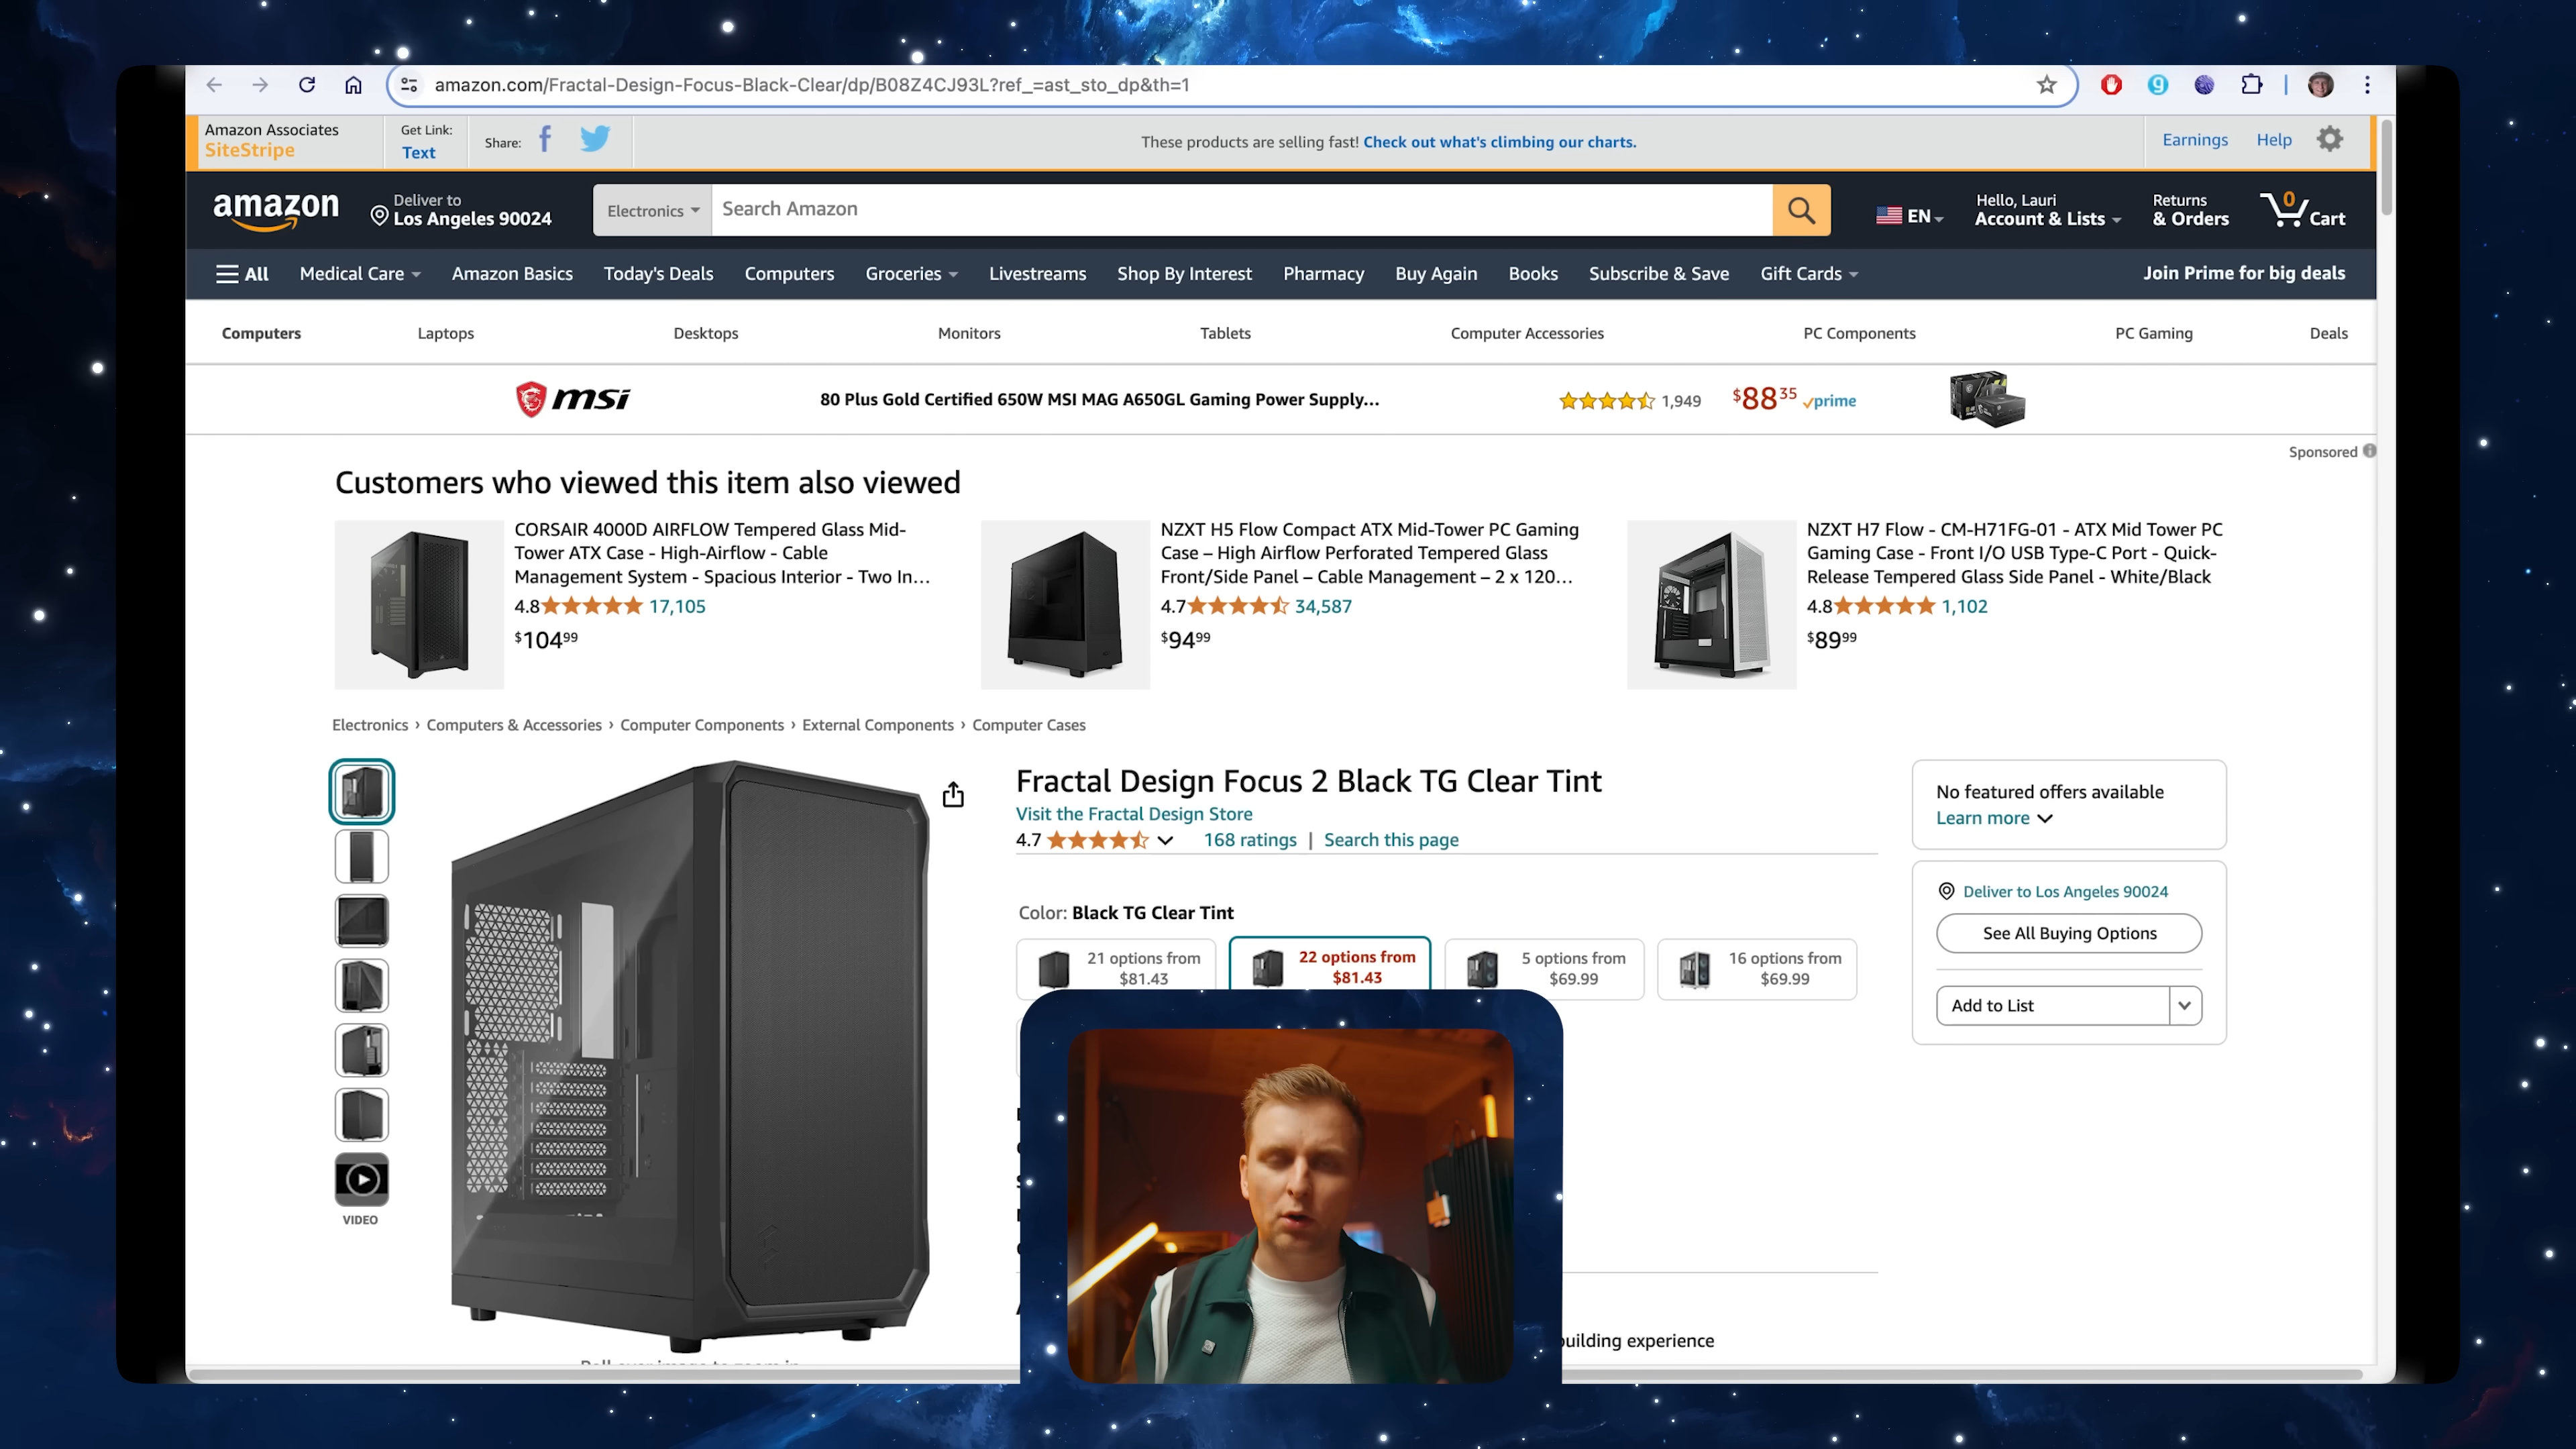 amazon.com/Fractal-Design-Focus-Black-Clear/dp/B08Z4CJ93L?ref_=ast_sto_dp&th=1
Amazon Associates
SiteStripe
Get Link:
Text
Share:
These products are selling fast! Check out what's climbing our charts.
Earnings
Help
amazon
Deliver to
Los Angeles 90024
Electronics
Search Amazon
EN
Hello, Lauri
Account & Lists
Returns
& Orders
0
Cart
All
Medical Care
Amazon Basics
Today's Deals
Computers
Groceries
Livestreams
Shop By Interest
Pharmacy
Buy Again
Books
Subscribe & Save
Gift Cards
Join Prime for big deals
Computers
Laptops
Desktops
Monitors
Tablets
Computer Accessories
PC Components
PC Gaming
Deals
msi
80 Plus Gold Certified 650W MSI MAG A650GL Gaming Power Supply...
1,949
$88 35
prime
Sponsored
Customers who viewed this item also viewed
CORSAIR 4000D AIRFLOW Tempered Glass Mid-
Tower ATX Case - High-Airflow - Cable
Management System - Spacious Interior - Two In...
4.8 17,105
$104 99
NZXT H5 Flow Compact ATX Mid-Tower PC Gaming
Case – High Airflow Perforated Tempered Glass
Front/Side Panel – Cable Management – 2 x 120...
4.7 34,587
$94 99
NZXT H7 Flow - CM-H71FG-01 - ATX Mid Tower PC
Gaming Case - Front I/O USB Type-C Port - Quick-
Release Tempered Glass Side Panel - White/Black
4.8 1,102
$89 99
Electronics › Computers & Accessories › Computer Components › External Components › Computer Cases
VIDEO
Fractal Design Focus 2 Black TG Clear Tint
Visit the Fractal Design Store
4.7 168 ratings | Search this page
Color: Black TG Clear Tint
21 options from
$81.43
22 options from
$81.43
5 options from
$69.99
16 options from
$69.99
No featured offers available
Learn more
Deliver to Los Angeles 90024
See All Buying Options
Add to List
building experience